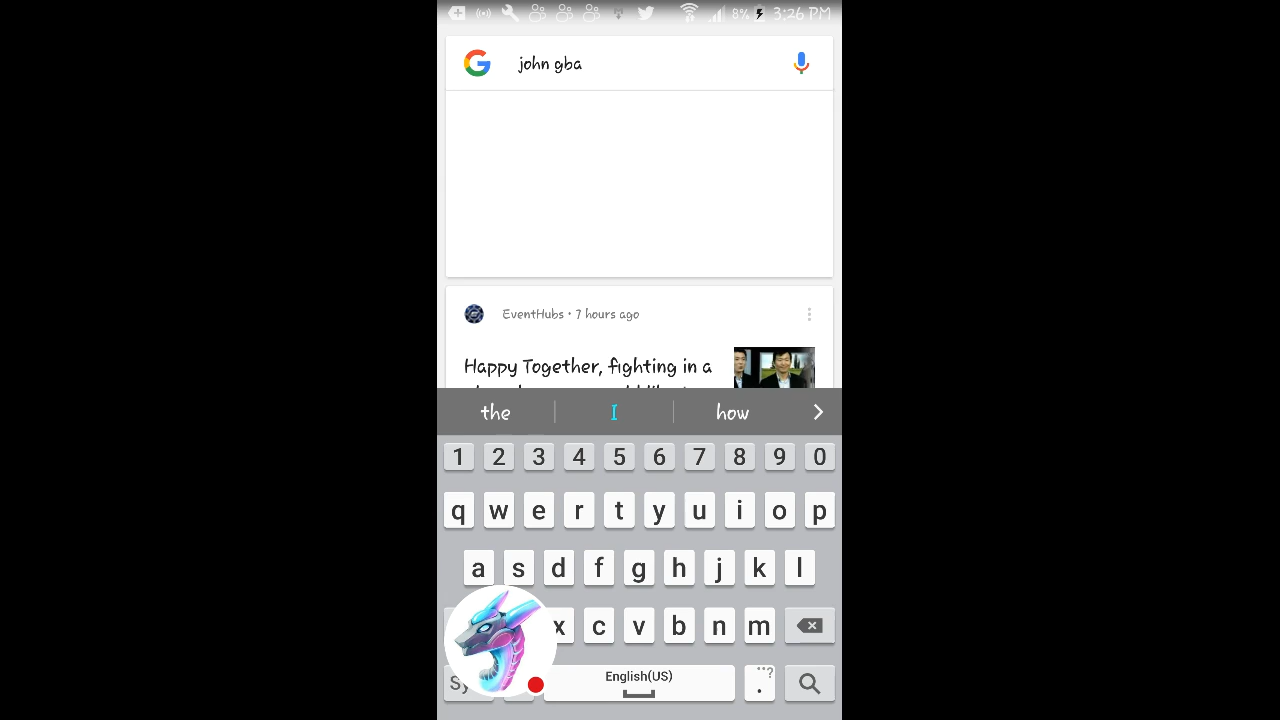 8% 3:26 PM
john gba
EventHubs • 7 hours ago
Happy Together, fighting in a
the I how
1 2 3 4 5 6 7 8 9 0
q w e r t y u i o p
a s d f g h j k l
x c v b n m
Sy English(US) . ..?